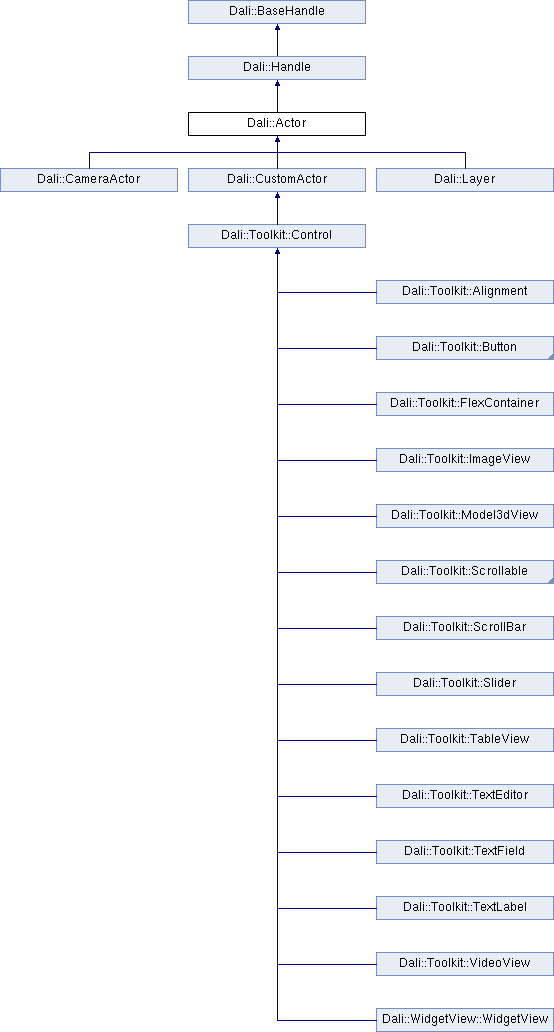 Dali::BaseHandle
Dali::Handle
Dali::Actor
Dali::CameraActor
Dali::CustomActor
Dali::Layer
Dali::Toolkit::Control
Dali::Toolkit::Alignment
Dali::Toolkit::Button
Dali::Toolkit::FlexContainer
Dali::Toolkit::ImageView
Dali::Toolkit::Model3dView
Dali::Toolkit::Scrollable
Dali::Toolkit::ScrollBar
Dali::Toolkit::Slider
Dali::Toolkit::TableView
Dali::Toolkit::TextEditor
Dali::Toolkit::TextField
Dali::Toolkit::TextLabel
Dali::Toolkit::VideoView
Dali::WidgetView::WidgetView